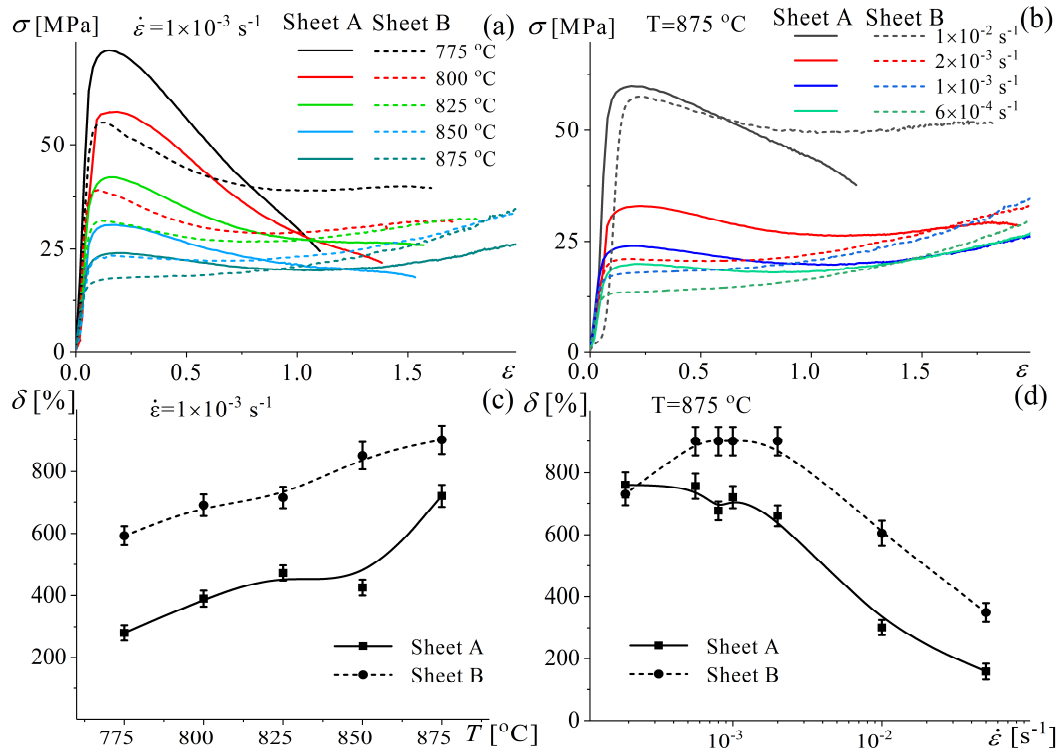 σ [MPa] ε̇ =1×10⁻³ s⁻¹ Sheet A Sheet B (a)
775 °C
800 °C
825 °C
850 °C
875 °C
50
25
0
0.0 0.5 1.0 1.5 ε
σ [MPa] T=875 °C Sheet A Sheet B (b)
1×10⁻² s⁻¹
2×10⁻³ s⁻¹
1×10⁻³ s⁻¹
6×10⁻⁴ s⁻¹
50
25
0
0.0 0.5 1.0 1.5 ε
δ [%] ε̇=1×10⁻³ s⁻¹ (c)
800
600
400
200
Sheet A
Sheet B
775 800 825 850 T [°C] 875
δ [%] T=875 °C (d)
800
600
400
200
0
Sheet A
Sheet B
10⁻³ 10⁻² ε̇ [s⁻¹]